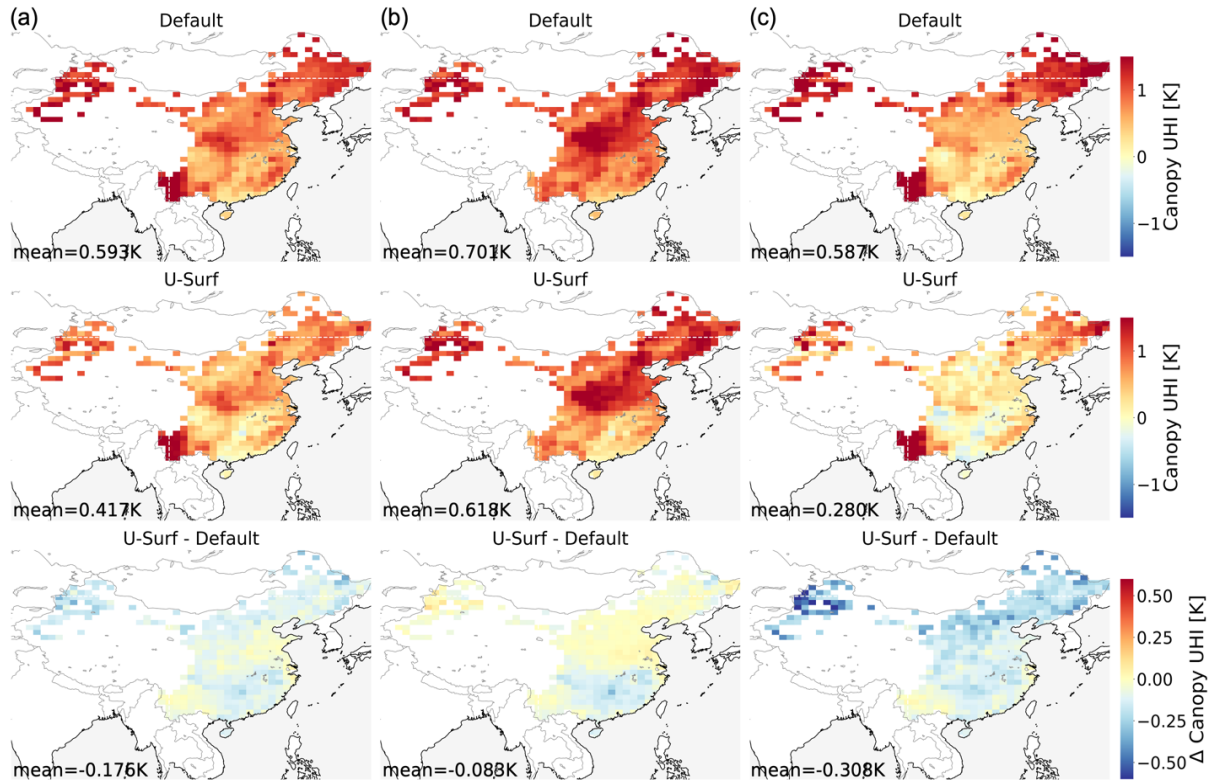 (a) Default
(b) Default
(c) Default
mean=0.593K
mean=0.701K
mean=0.587K
1
0
−1
Canopy UHI [K]
U-Surf
U-Surf
U-Surf
mean=0.417K
mean=0.618K
mean=0.280K
1
0
−1
Canopy UHI [K]
U-Surf - Default
U-Surf - Default
U-Surf - Default
mean=-0.176K
mean=-0.083K
mean=-0.308K
0.50
0.25
0.00
−0.25
−0.50
Δ Canopy UHI [K]